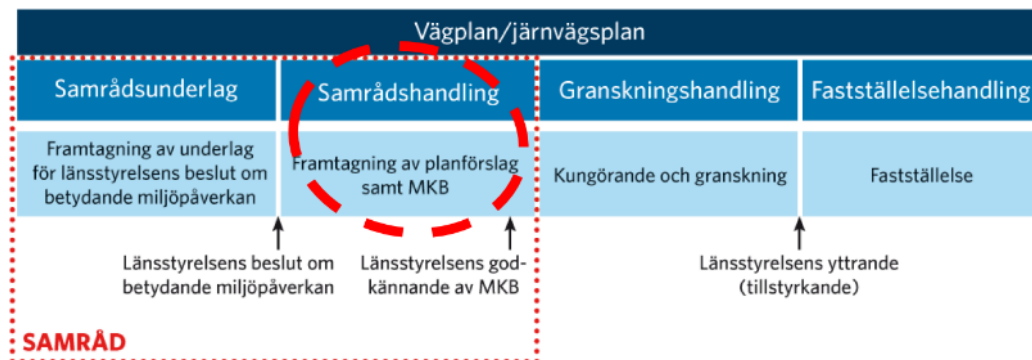 Vägplan/järnvägsplan
Samrådsunderlag
Samrådshandling
Granskningshandling
Fastställelsehandling
Framtagning av underlag
för länsstyrelsens beslut om
betydande miljöpåverkan
Framtagning av planförslag
samt MKB
Kungörande och granskning
Fastställelse
Länsstyrelsens beslut om
betydande miljöpåverkan
Länsstyrelsens god-
kännande av MKB
Länsstyrelsens yttrande
(tillstyrkande)
SAMRÅD